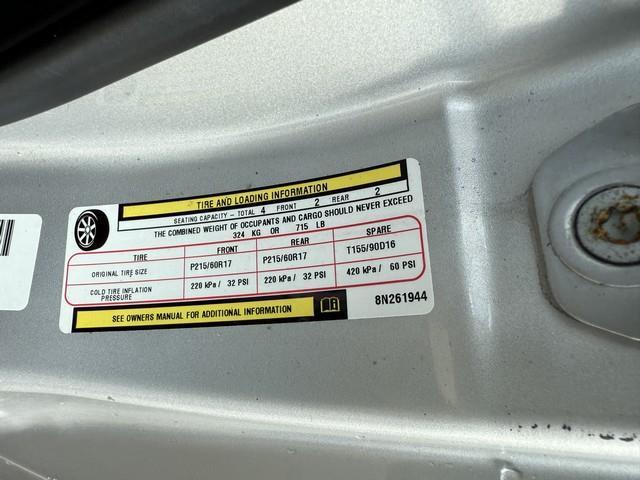 TIRE AND LOADING INFORMATION
SEATING CAPACITY - TOTAL 4 FRONT 2 REAR 2
THE COMBINED WEIGHT OF OCCUPANTS AND CARGO SHOULD NEVER EXCEED
324 KG OR 715 LB
TIRE FRONT REAR SPARE
ORIGINAL TIRE SIZE P215/60R17 P215/60R17 T155/90D16
COLD TIRE INFLATION PRESSURE 220 kPa / 32 PSI 220 kPa / 32 PSI 420 kPa / 60 PSI
SEE OWNERS MANUAL FOR ADDITIONAL INFORMATION
8N261944